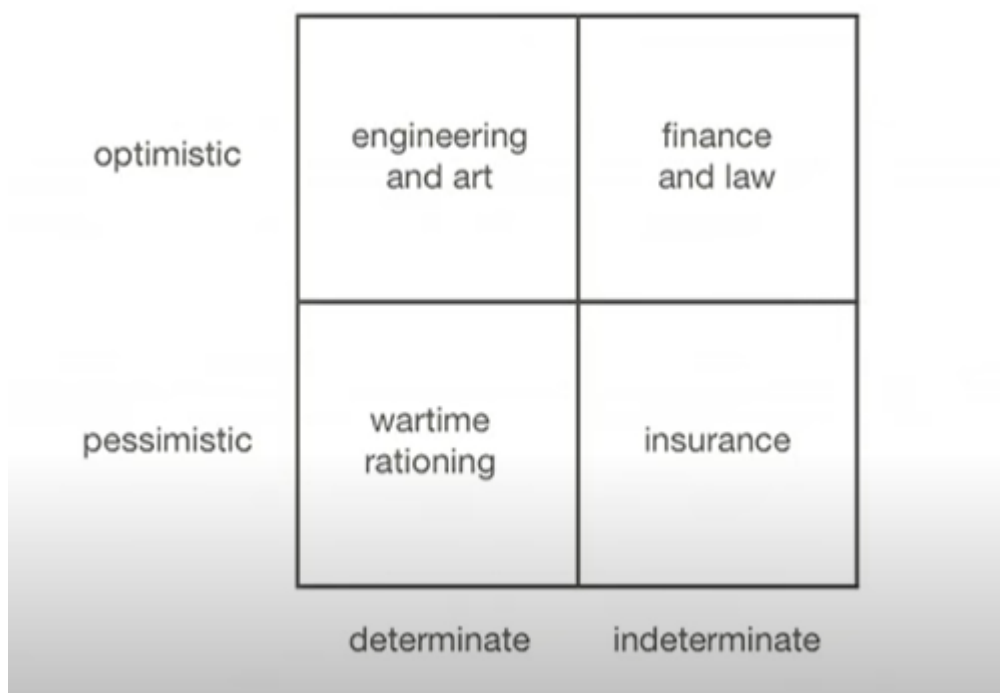 optimistic
engineering
and art
finance
and law
pessimistic
wartime
rationing
insurance
determinate
indeterminate